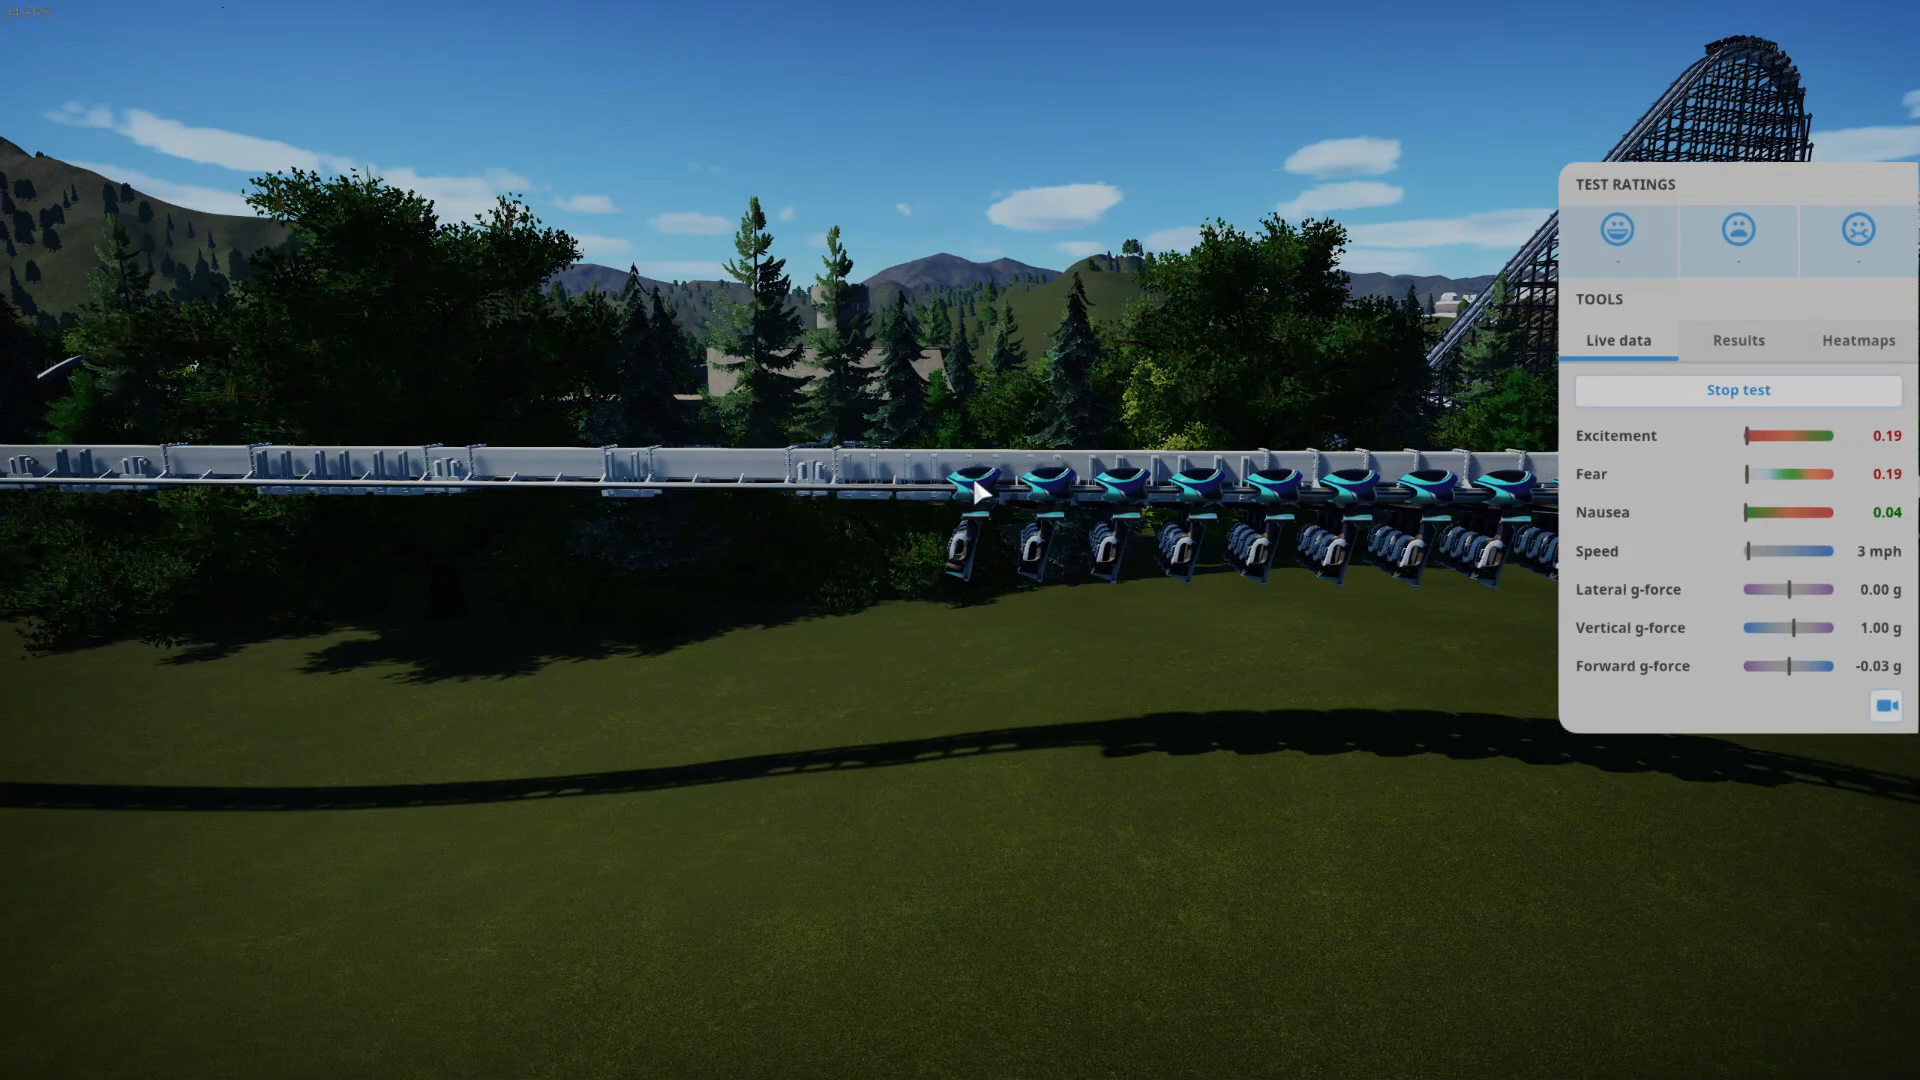 TEST RATINGS
- - -
TOOLS
Live data Results Heatmaps
Stop test
Excitement 0.19
Fear 0.19
Nausea 0.04
Speed 3 mph
Lateral g-force 0.00 g
Vertical g-force 1.00 g
Forward g-force -0.03 g